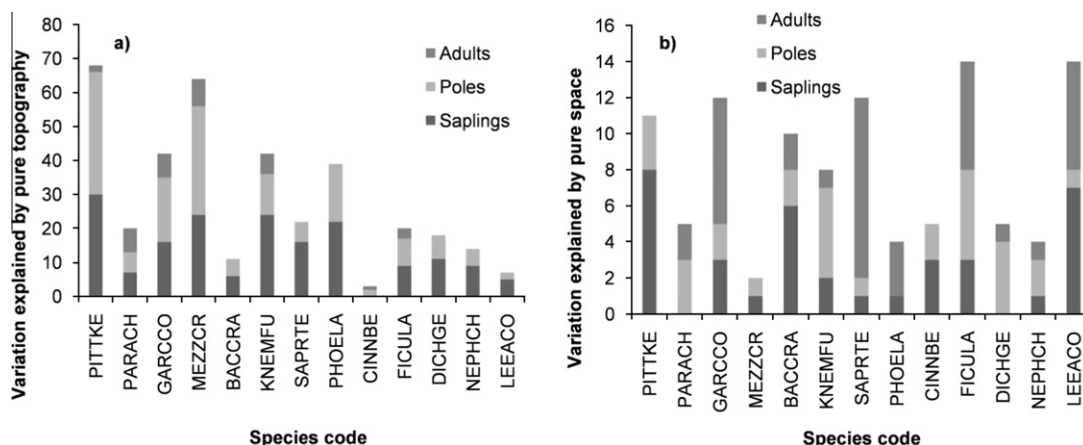 Variation explained by pure topography
80
70
60
50
40
30
20
10
0
a)
Adults
Poles
Saplings
PITTKE
PARACH
GARCCO
MEZZCR
BACCRA
KNEMFU
SAPRTE
PHOELA
CINNBE
FICULA
DICHGE
NEPHCH
LEEACO
Species code
Variation explained by pure space
16
14
12
10
8
6
4
2
0
b)
Adults
Poles
Saplings
PITTKE
PARACH
GARCCO
MEZZCR
BACCRA
KNEMFU
SAPRTE
PHOELA
CINNBE
FICULA
DICHGE
NEPHCH
LEEACO
Species code